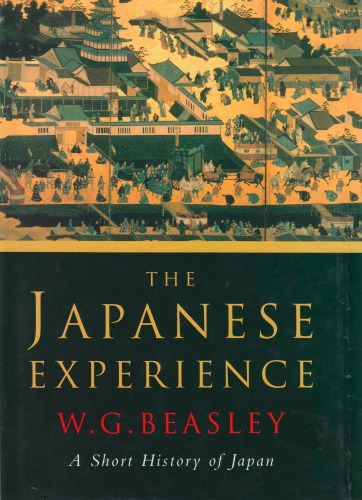 THE
JAPANESE
EXPERIENCE
W.G. BEASLEY
A Short History of Japan